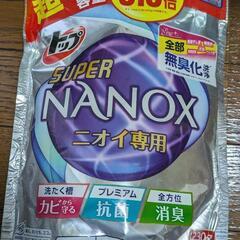 超
トップ
SUPER
NANOX
ニオイ専用
全部
無臭化
洗たく槽
カビから守る
プレミアム
抗菌
全方位
消臭
1230g